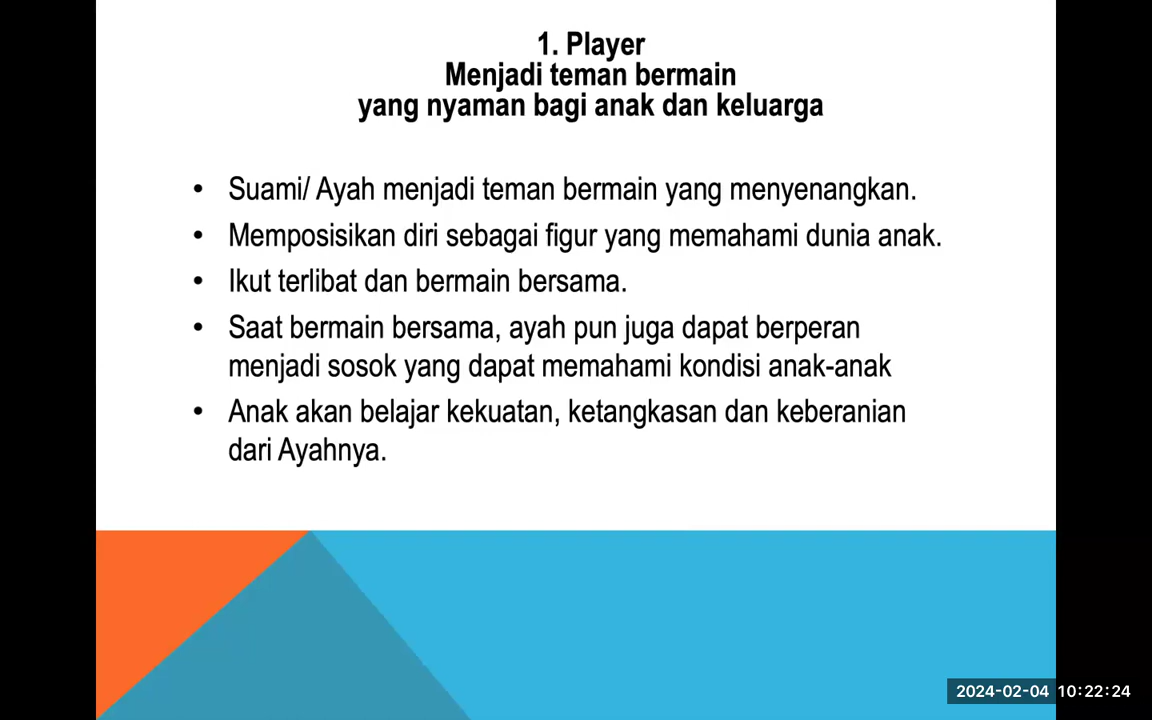 1. Player
Menjadi teman bermain
yang nyaman bagi anak dan keluarga
• Suami/ Ayah menjadi teman bermain yang menyenangkan.
• Memposisikan diri sebagai figur yang memahami dunia anak.
• Ikut terlibat dan bermain bersama.
• Saat bermain bersama, ayah pun juga dapat berperan
menjadi sosok yang dapat memahami kondisi anak-anak
• Anak akan belajar kekuatan, ketangkasan dan keberanian
dari Ayahnya.
2024-02-04 10:22:24